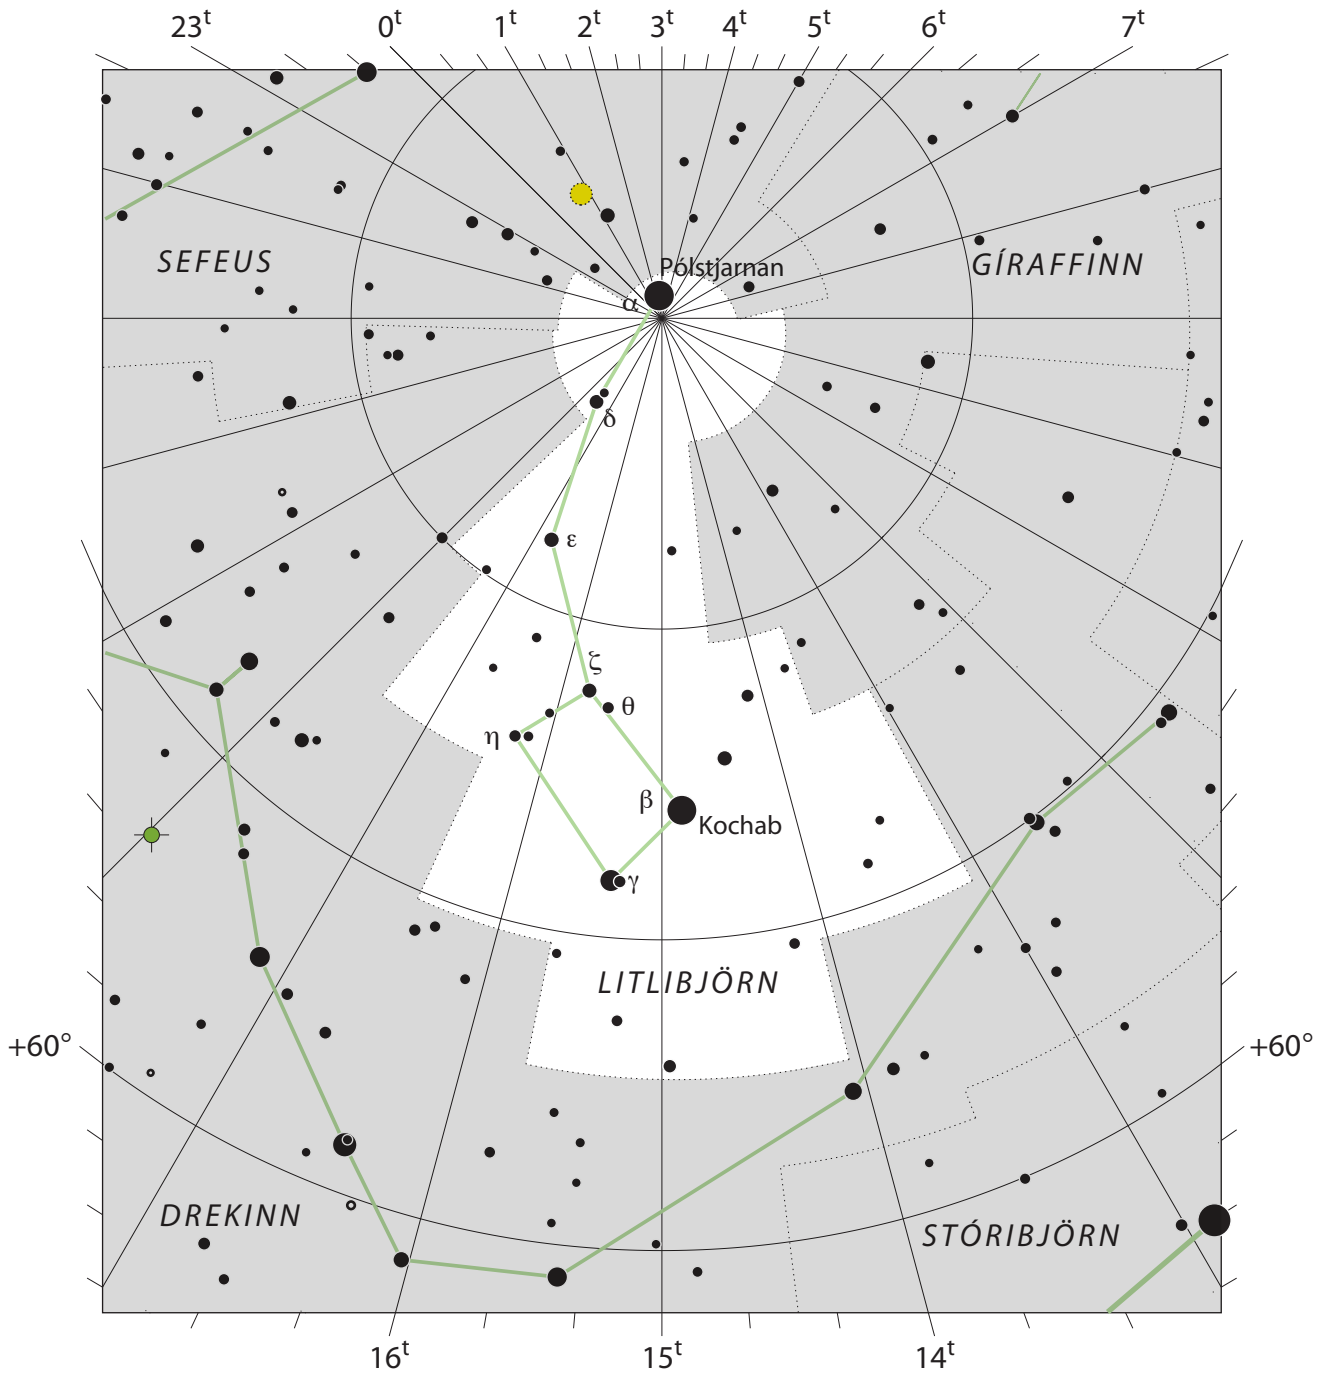 23ᵗ 0ᵗ 1ᵗ 2ᵗ 3ᵗ 4ᵗ 5ᵗ 6ᵗ 7ᵗ
SEFEUS
Pólstjarnan
GÍRAFFINN
α
δ
ε
ζ
θ
η
β
Kochab
γ
LITLIBJÖRN
+60° +60°
DREKINN
STÓRIBJÖRN
16ᵗ 15ᵗ 14ᵗ